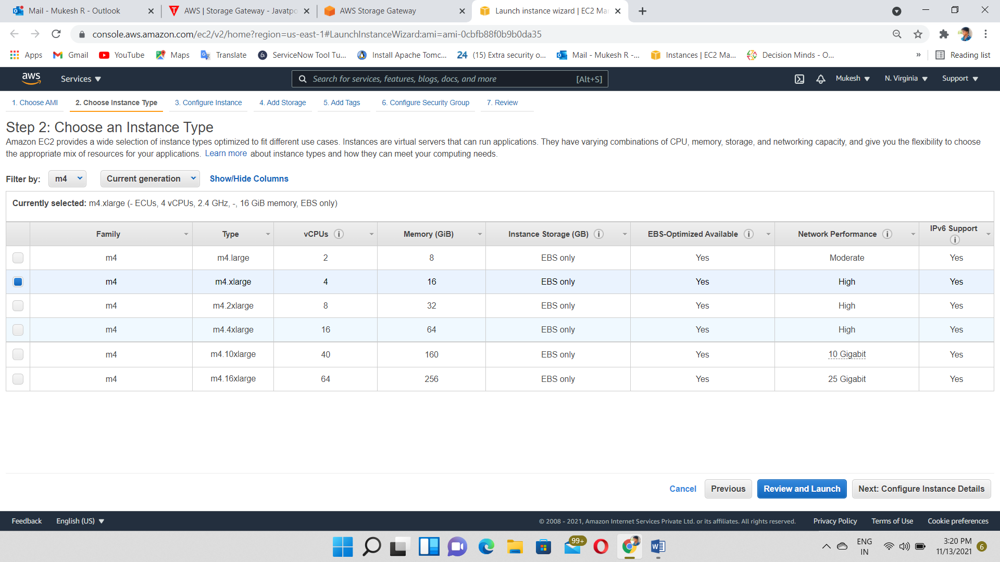 Mail - Mukesh R - Outlook
AWS | Storage Gateway - Javatpo
AWS Storage Gateway
Launch instance wizard | EC2 Mar
console.aws.amazon.com/ec2/v2/home?region=us-east-1#LaunchInstanceWizard:ami=ami-0cbfb88f0b9b0da35
Apps Gmail YouTube Maps Translate ServiceNow Tool Tu... Install Apache Tomc... 24 (15) Extra security o... Mail - Mukesh R -... Instances | EC2 Ma... Decision Minds - O... » Reading list
aws Services Search for services, features, blogs, docs, and more [Alt+S] Mukesh N. Virginia Support
1. Choose AMI 2. Choose Instance Type 3. Configure Instance 4. Add Storage 5. Add Tags 6. Configure Security Group 7. Review
Step 2: Choose an Instance Type
Amazon EC2 provides a wide selection of instance types optimized to fit different use cases. Instances are virtual servers that can run applications. They have varying combinations of CPU, memory, storage, and networking capacity, and give you the flexibility to choose
the appropriate mix of resources for your applications. Learn more about instance types and how they can meet your computing needs.
Filter by: m4 Current generation Show/Hide Columns
Currently selected: m4.xlarge (- ECUs, 4 vCPUs, 2.4 GHz, -, 16 GiB memory, EBS only)
Family Type vCPUs Memory (GiB) Instance Storage (GB) EBS-Optimized Available Network Performance IPv6 Support
m4 m4.large 2 8 EBS only Yes Moderate Yes
m4 m4.xlarge 4 16 EBS only Yes High Yes
m4 m4.2xlarge 8 32 EBS only Yes High Yes
m4 m4.4xlarge 16 64 EBS only Yes High Yes
m4 m4.10xlarge 40 160 EBS only Yes 10 Gigabit Yes
m4 m4.16xlarge 64 256 EBS only Yes 25 Gigabit Yes
Cancel Previous Review and Launch Next: Configure Instance Details
Feedback English (US) © 2008 - 2021, Amazon Internet Services Private Ltd. or its affiliates. All rights reserved. Privacy Policy Terms of Use Cookie preferences
99+
ENG
IN
3:20 PM
11/13/2021
6